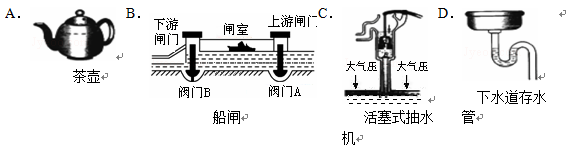 A.
茶壶
B.
下游闸门
闸室
上游闸门
阀门B
阀门A
船闸
C.
大气压
大气压
活塞式抽水机
D.
下水道存水管